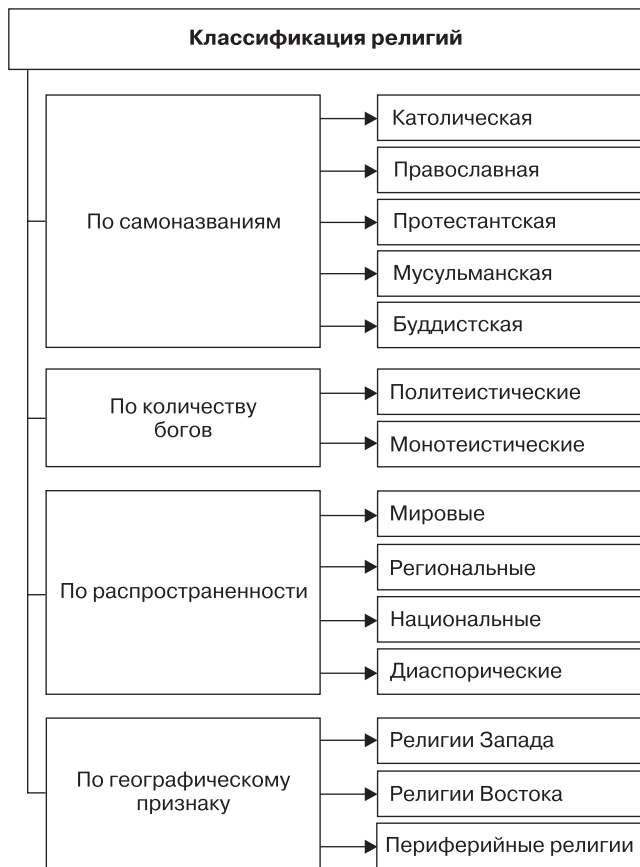 Классификация религий
По самоназваниям
Католическая
Православная
Протестантская
Мусульманская
Буддистская
По количеству
богов
Политеистические
Монотеистические
По распространенности
Мировые
Региональные
Национальные
Диаспорические
По географическому
признаку
Религии Запада
Религии Востока
Периферийные религии